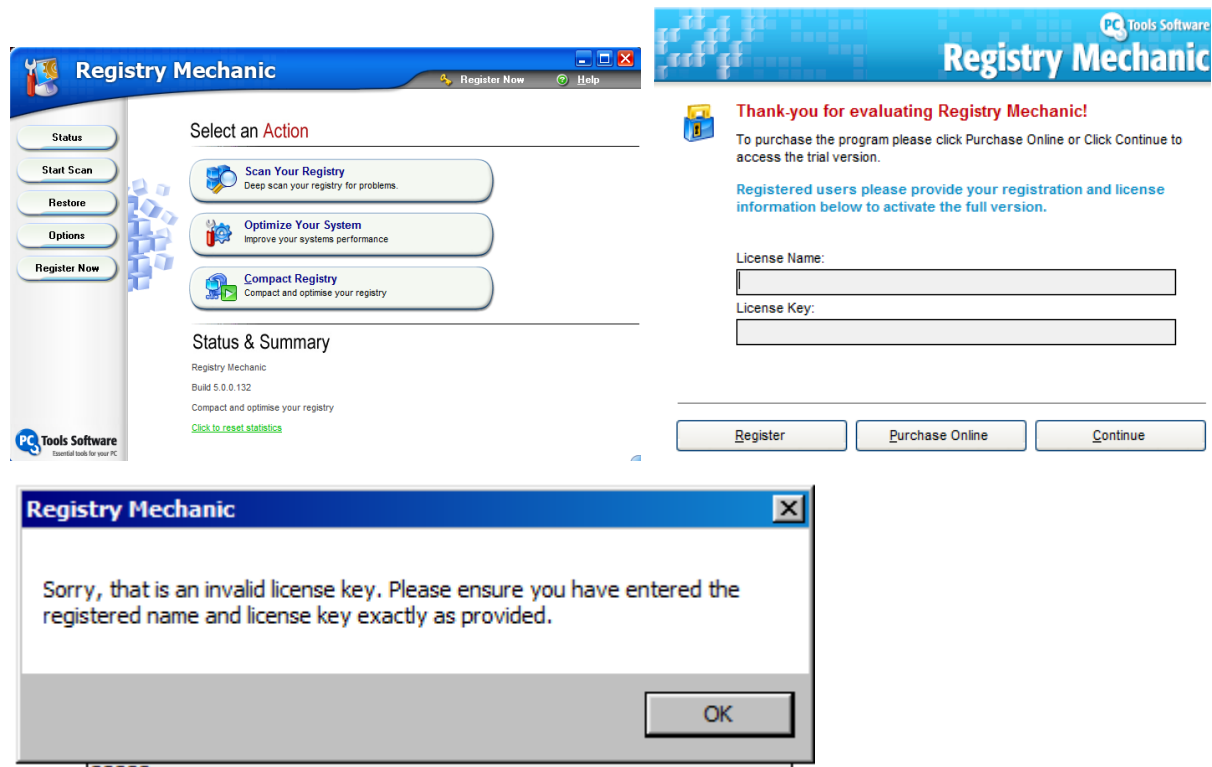 Registry Mechanic
Register Now
Help
Status
Start Scan
Restore
Options
Register Now
Select an Action
Scan Your Registry
Deep scan your registry for problems.
Optimize Your System
Improve your systems performance
Compact Registry
Compact and optimise your registry
Status & Summary
Registry Mechanic
Build 5.0.0.132
Compact and optimise your registry
Click to reset statistics
PC Tools Software
Essential tools for your PC
PC Tools Software
Registry Mechanic
Thank-you for evaluating Registry Mechanic!
To purchase the program please click Purchase Online or Click Continue to
access the trial version.
Registered users please provide your registration and license
information below to activate the full version.
License Name:
License Key:
Register
Purchase Online
Continue
Registry Mechanic
Sorry, that is an invalid license key. Please ensure you have entered the
registered name and license key exactly as provided.
OK